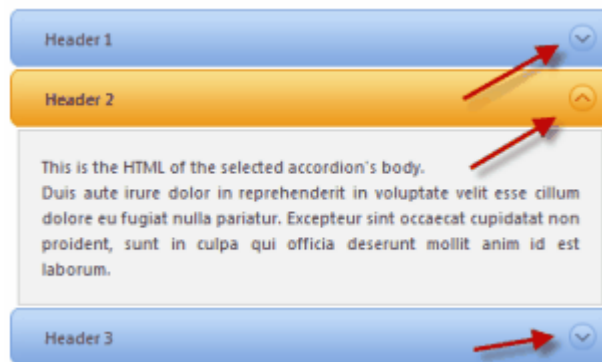 Header 1
Header 2
This is the HTML of the selected accordion's body.
Duis aute irure dolor in reprehenderit in voluptate velit esse cillum
dolore eu fugiat nulla pariatur. Excepteur sint occaecat cupidatat non
proident, sunt in culpa qui officia deserunt mollit anim id est
laborum.
Header 3